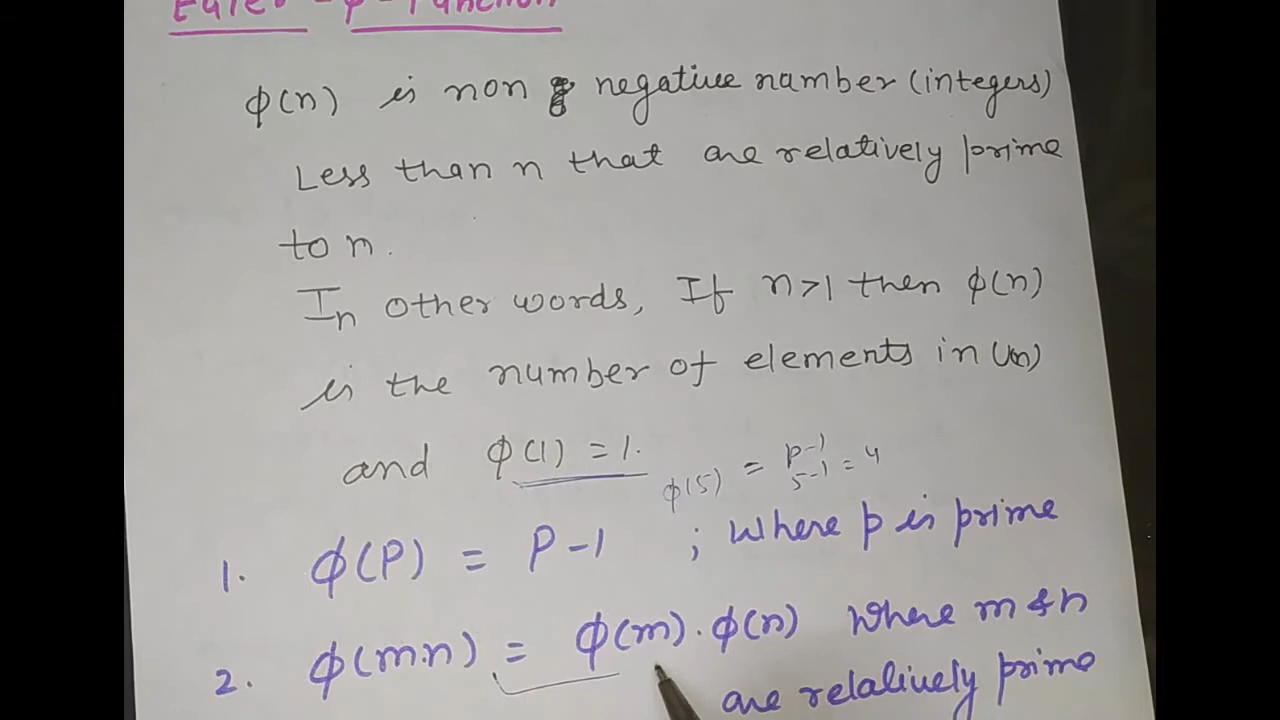 Euler - φ - Function
φ(n) is non negative number (integers)
Less than n that are relatively prime
to n.
In other words, If n>1 then φ(n)
is the number of elements in U(n)
and φ(1) = 1.
φ(5) = p-1
5-1 = 4
1. φ(P) = P-1 ; where p is prime
2. φ(m.n) = φ(m).φ(n) where m & n
are relatively prime